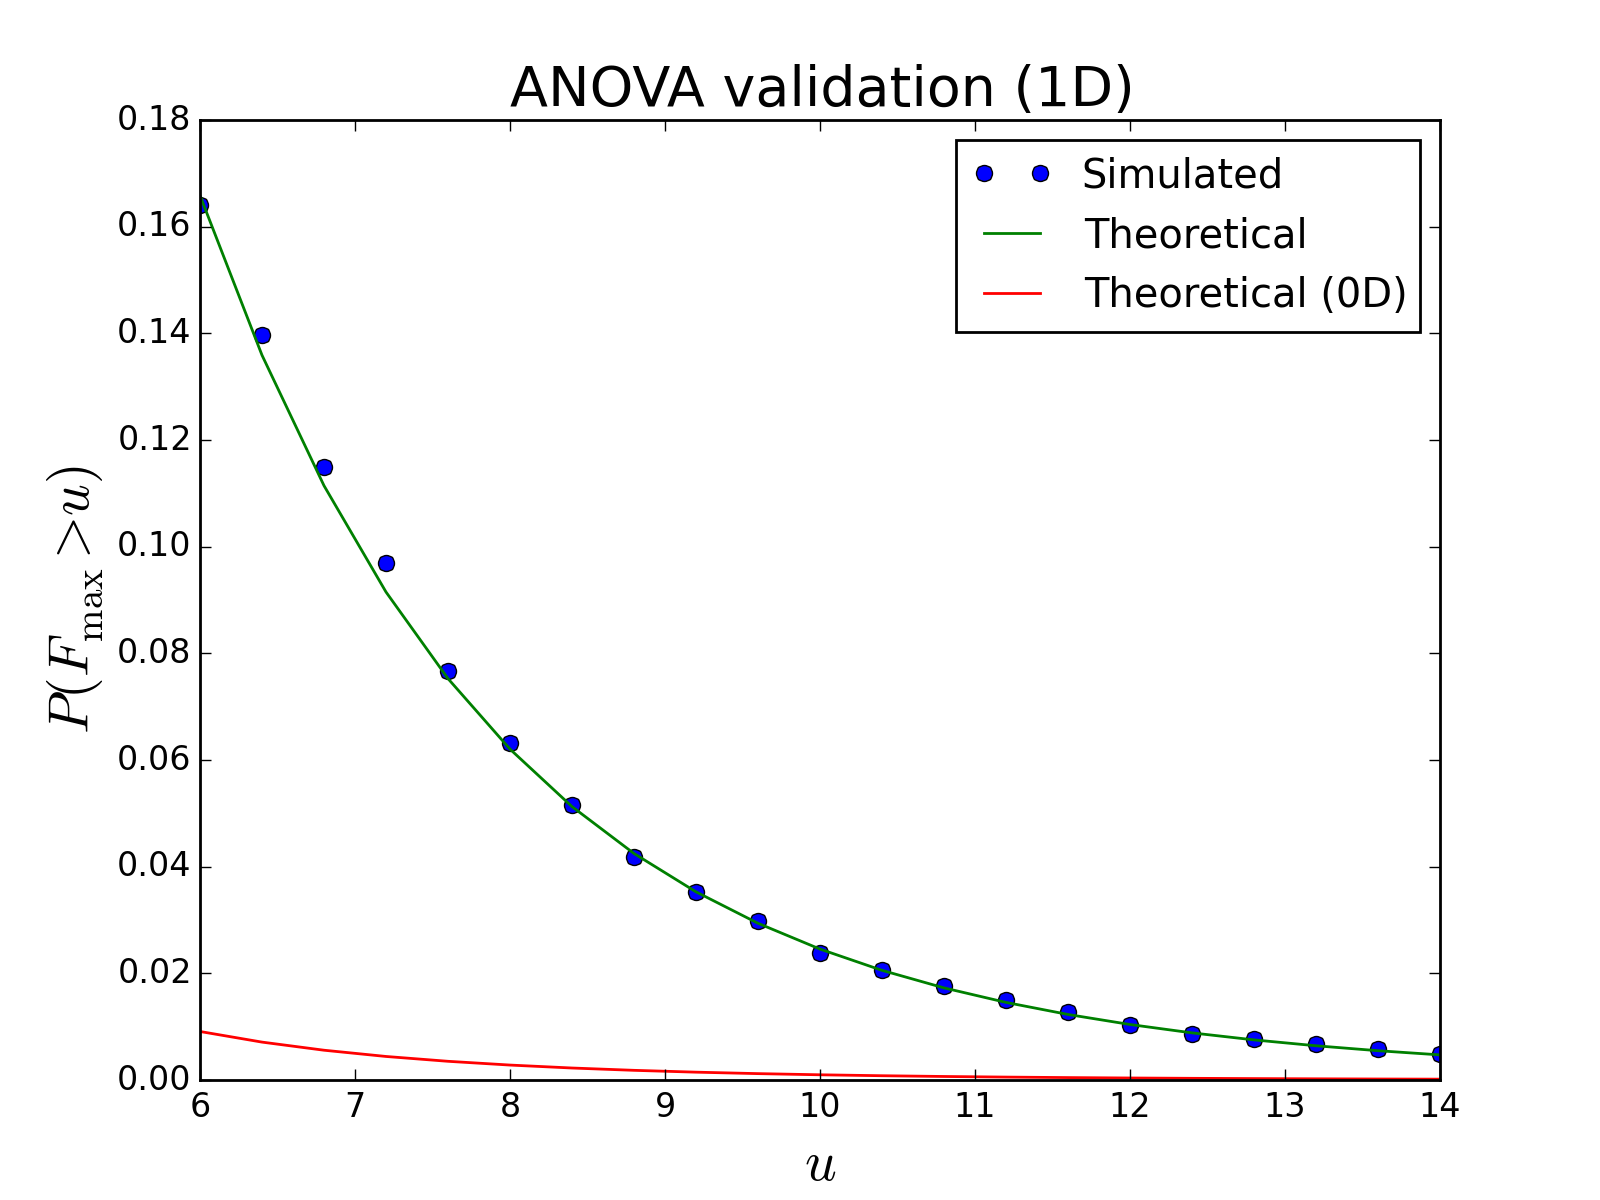 ANOVA validation (1D)
0.18
0.16
0.14
0.12
0.10
0.08
0.06
0.04
0.02
0.00
P(F_max>u)
Simulated
Theoretical
Theoretical (0D)
6 7 8 9 10 11 12 13 14
u